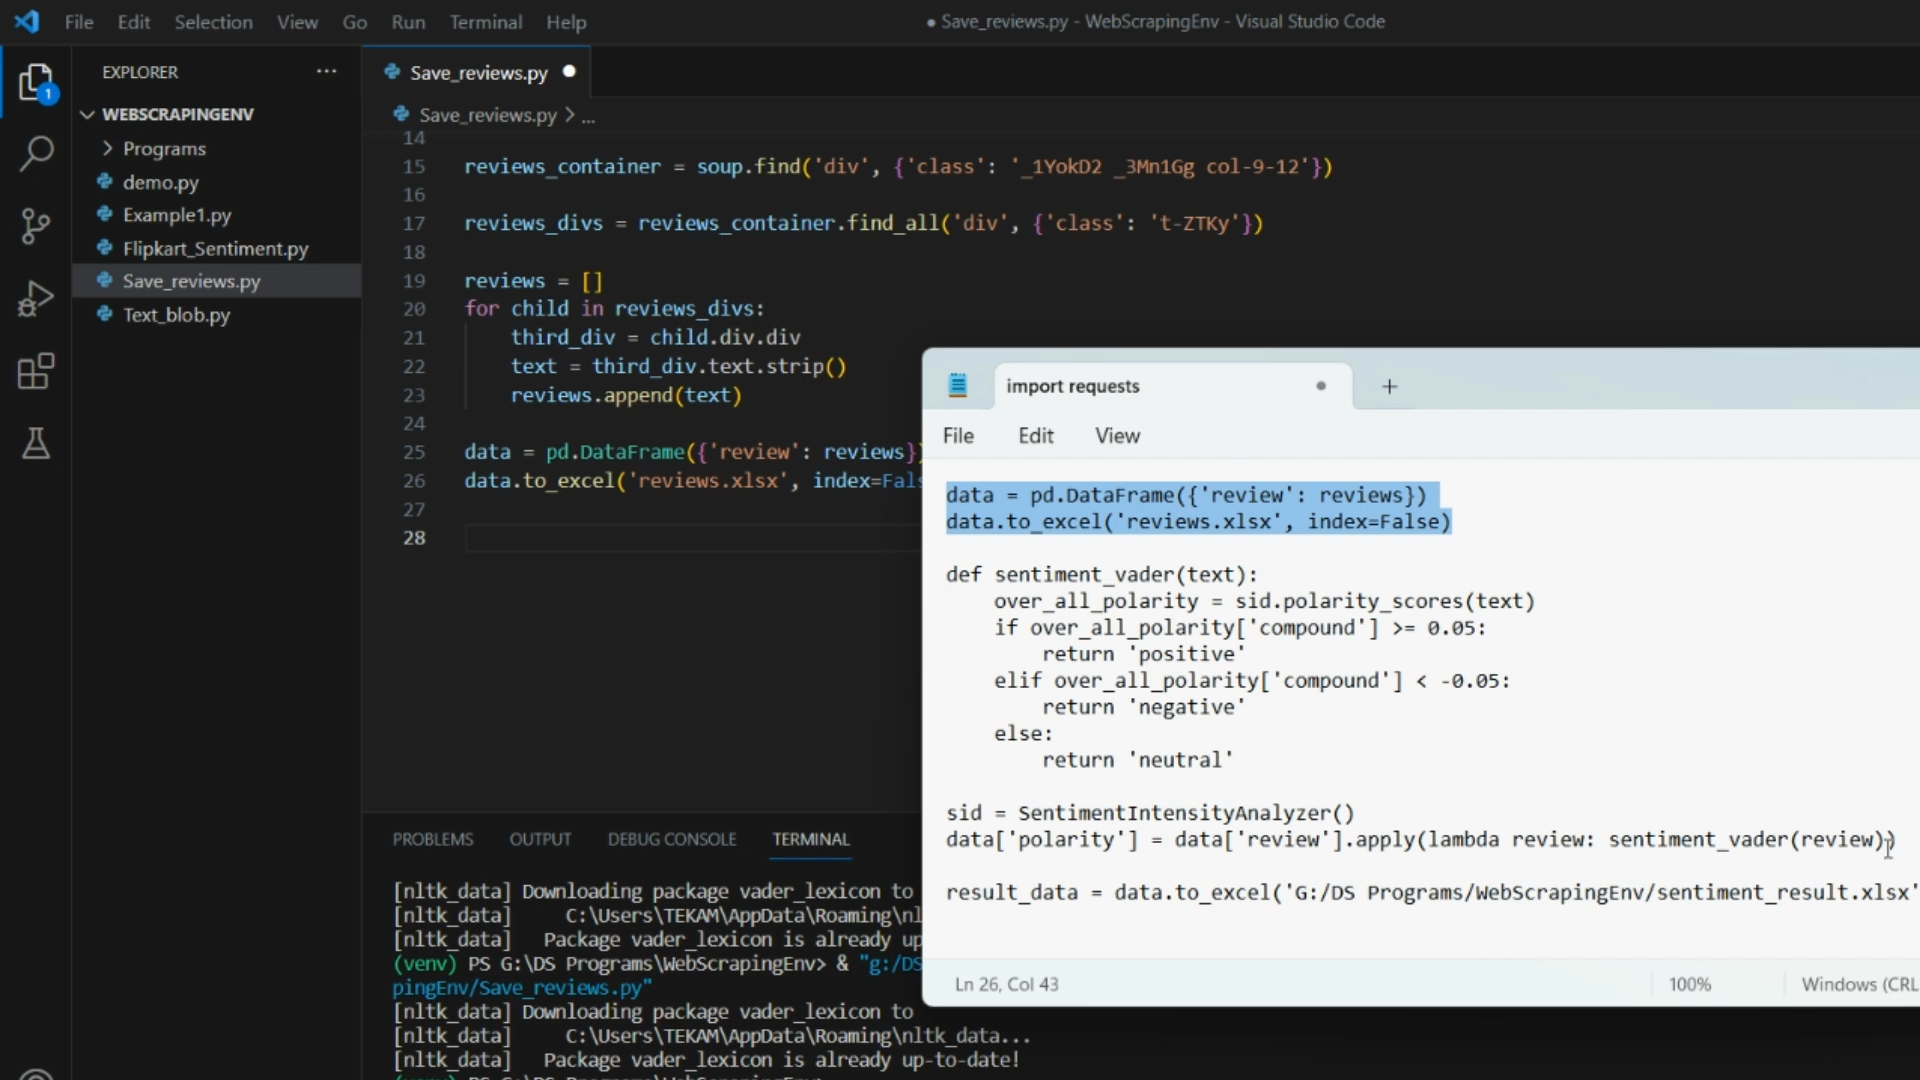 File Edit Selection View Go Run Terminal Help
● Save_reviews.py - WebScrapingEnv - Visual Studio Code
EXPLORER ...
1
WEBSCRAPINGENV
Programs
demo.py
Example1.py
Flipkart_Sentiment.py
Save_reviews.py
Text_blob.py
Save_reviews.py
Save_reviews.py > ...
14
15 reviews_container = soup.find('div', {'class': '_1YokD2 _3Mn1Gg col-9-12'})
16
17 reviews_divs = reviews_container.find_all('div', {'class': 't-ZTKy'})
18
19 reviews = []
20 for child in reviews_divs:
21 third_div = child.div.div
22 text = third_div.text.strip()
23 reviews.append(text)
24
25 data = pd.DataFrame({'review': reviews})
26 data.to_excel('reviews.xlsx', index=Fals
27
28
PROBLEMS OUTPUT DEBUG CONSOLE TERMINAL
[nltk_data] Downloading package vader_lexicon to
[nltk_data] C:\Users\TEKAM\AppData\Roaming\nl
[nltk_data] Package vader_lexicon is already up
(venv) PS G:\DS Programs\WebScrapingEnv> & "g:/DS
pingEnv/Save_reviews.py"
[nltk_data] Downloading package vader_lexicon to
[nltk_data] C:\Users\TEKAM\AppData\Roaming\nltk_data...
[nltk_data] Package vader_lexicon is already up-to-date!
import requests
File Edit View
data = pd.DataFrame({'review': reviews})
data.to_excel('reviews.xlsx', index=False)
def sentiment_vader(text):
over_all_polarity = sid.polarity_scores(text)
if over_all_polarity['compound'] >= 0.05:
return 'positive'
elif over_all_polarity['compound'] < -0.05:
return 'negative'
else:
return 'neutral'
sid = SentimentIntensityAnalyzer()
data['polarity'] = data['review'].apply(lambda review: sentiment_vader(review))
result_data = data.to_excel('G:/DS Programs/WebScrapingEnv/sentiment_result.xlsx'
Ln 26, Col 43 100% Windows (CRL